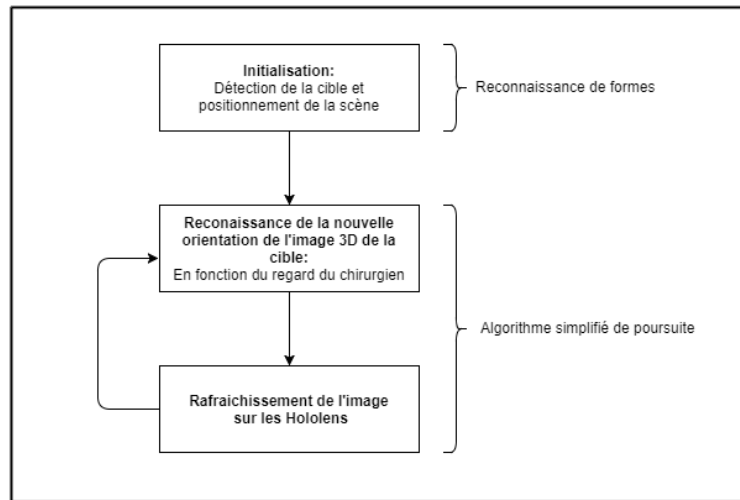 Initialisation:
Détection de la cible et
positionnement de la scène
Reconnaissance de formes
Reconaissance de la nouvelle
orientation de l'image 3D de la
cible:
En fonction du regard du chirurgien
Algorithme simplifié de poursuite
Rafraichissement de l'image
sur les Hololens